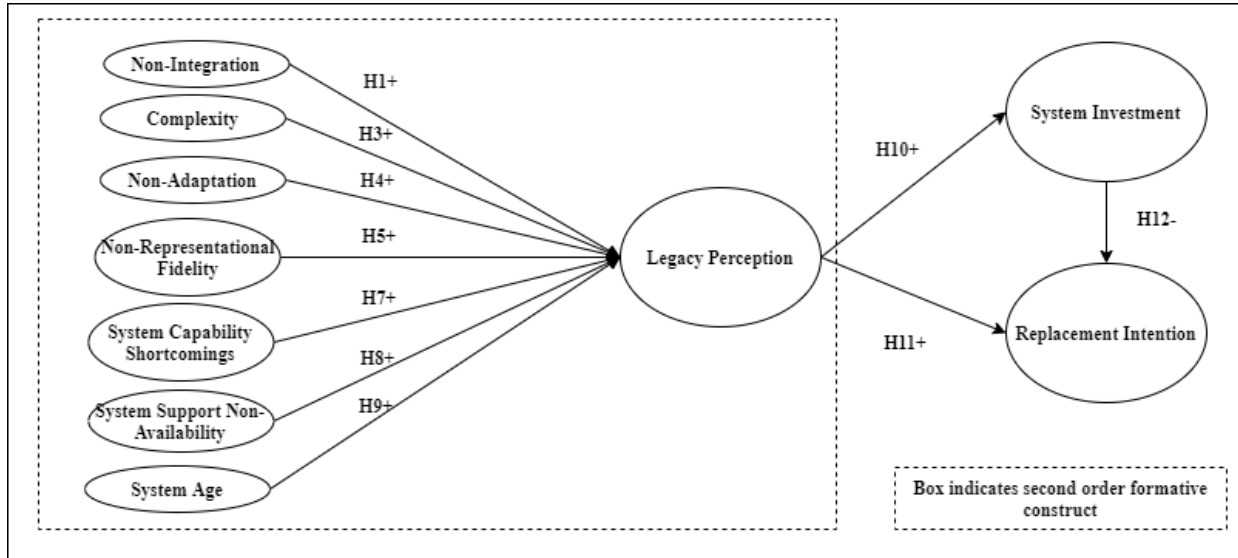 Non-Integration
H1+
Complexity
H3+
Non-Adaptation
H4+
Non-Representational
Fidelity
H5+
System Capability
Shortcomings
H7+
System Support Non-
Availability
H8+
System Age
H9+
Legacy Perception
H10+
H11+
System Investment
H12-
Replacement Intention
Box indicates second order formative
construct